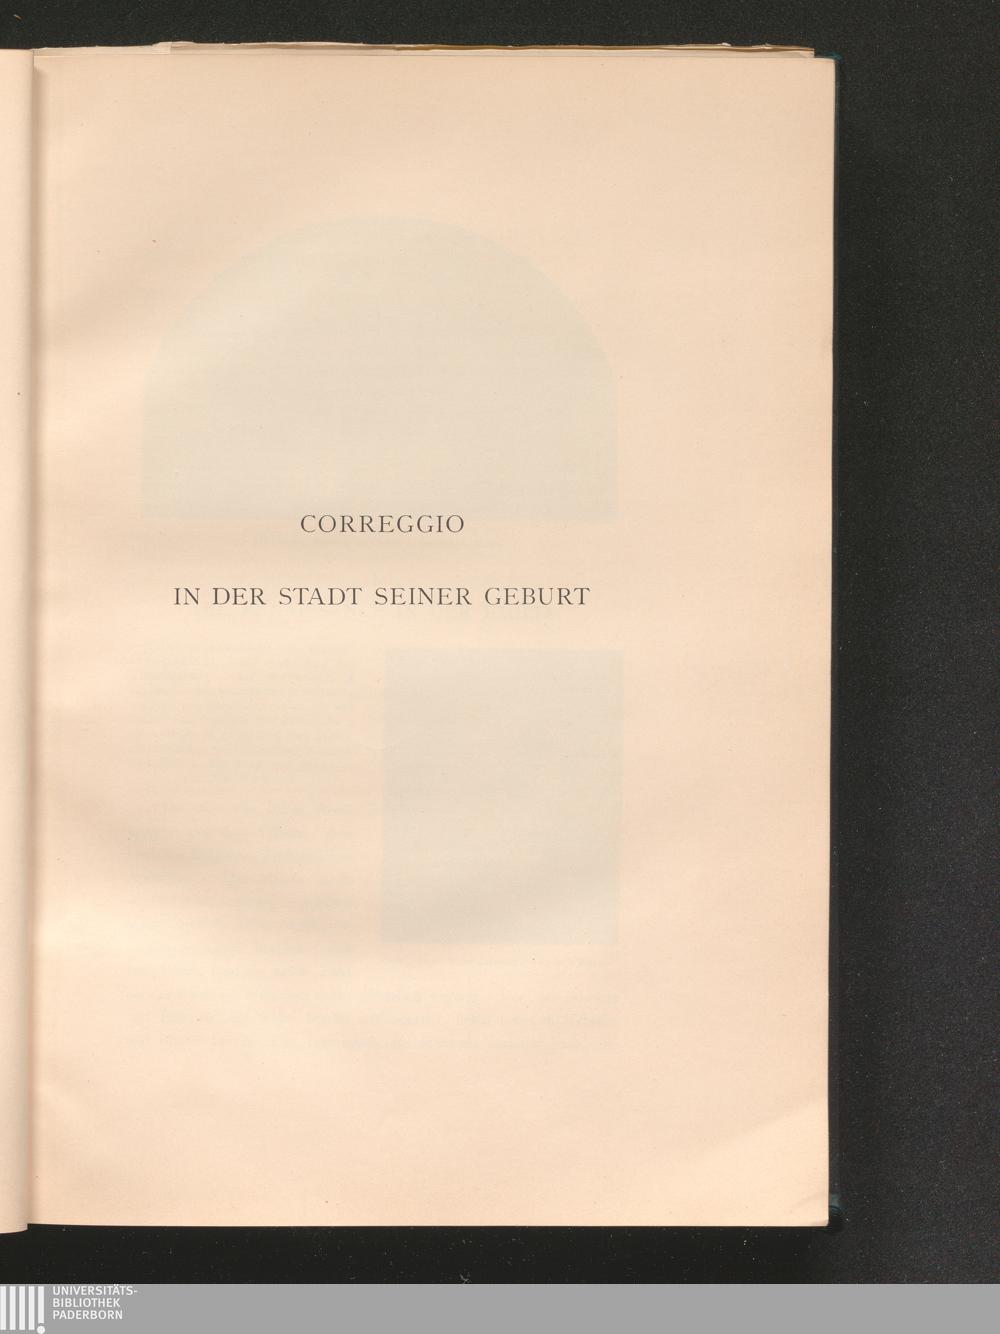 CORREGGIO
IN DER STADT SEINER GEBURT
UNIVERSITÄTS-
BIBLIOTHEK
PADERBORN